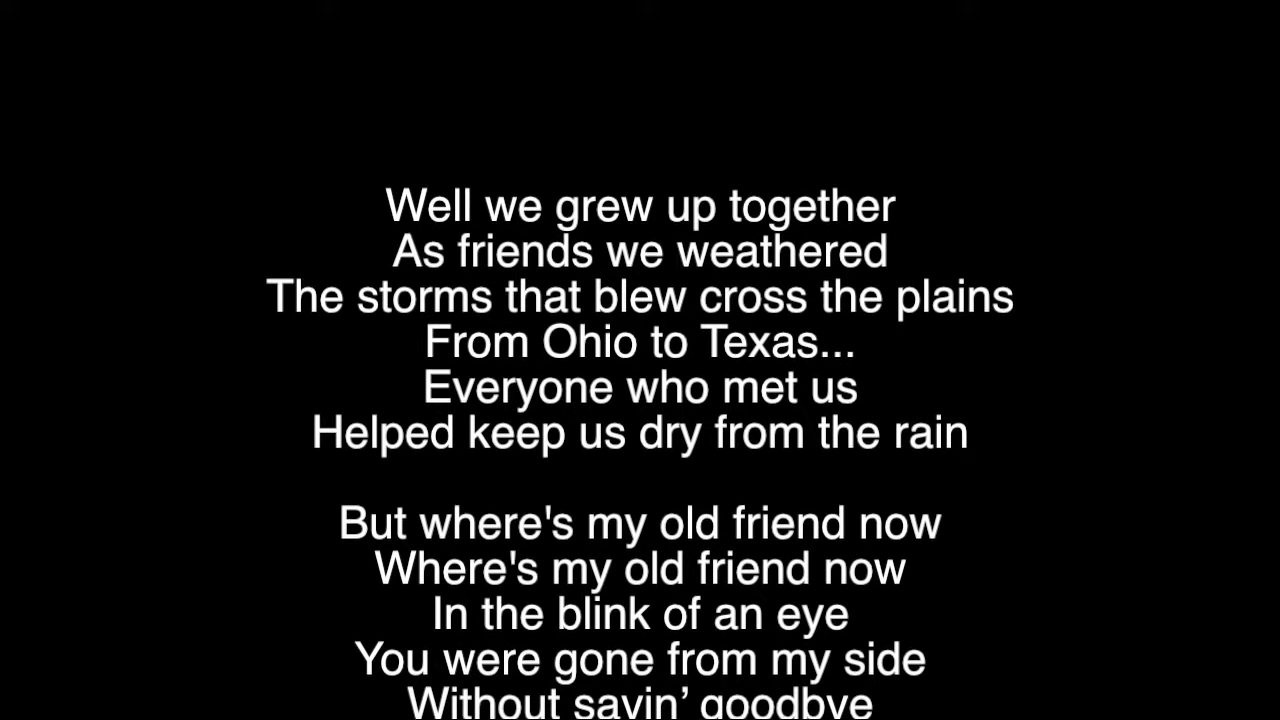 Well we grew up together
As friends we weathered
The storms that blew cross the plains
From Ohio to Texas...
Everyone who met us
Helped keep us dry from the rain
But where's my old friend now
Where's my old friend now
In the blink of an eye
You were gone from my side
Without sayin’ goodbye